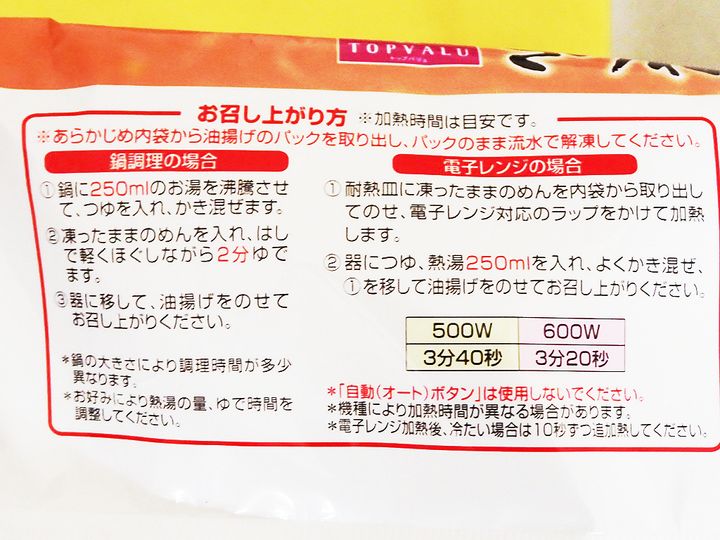 TOPVALU
トップバリュ
お召し上がり方 ※加熱時間は目安です。
※あらかじめ内袋から油揚げのパックを取り出し、パックのまま流水で解凍してください。
鍋調理の場合
①鍋に250mlのお湯を沸騰させ
て、つゆを入れ、かき混ぜます。
②凍ったままのめんを入れ、はし
で軽くほぐしながら2分ゆで
ます。
③器に移して、油揚げをのせて
お召し上がりください。
*鍋の大きさにより調理時間が多少
異なります。
*お好みにより熱湯の量、ゆで時間を
調整してください。
電子レンジの場合
①耐熱皿に凍ったままのめんを内袋から取り出し
てのせ、電子レンジ対応のラップをかけて加熱
します。
②器につゆ、熱湯250mlを入れ、よくかき混ぜ、
①を移して油揚げをのせてお召し上がりください。
500W 600W
3分40秒 3分20秒
*「自動(オート)ボタン」は使用しないでください。
*機種により加熱時間が異なる場合があります。
*電子レンジ加熱後、冷たい場合は10秒ずつ追加熱してください。